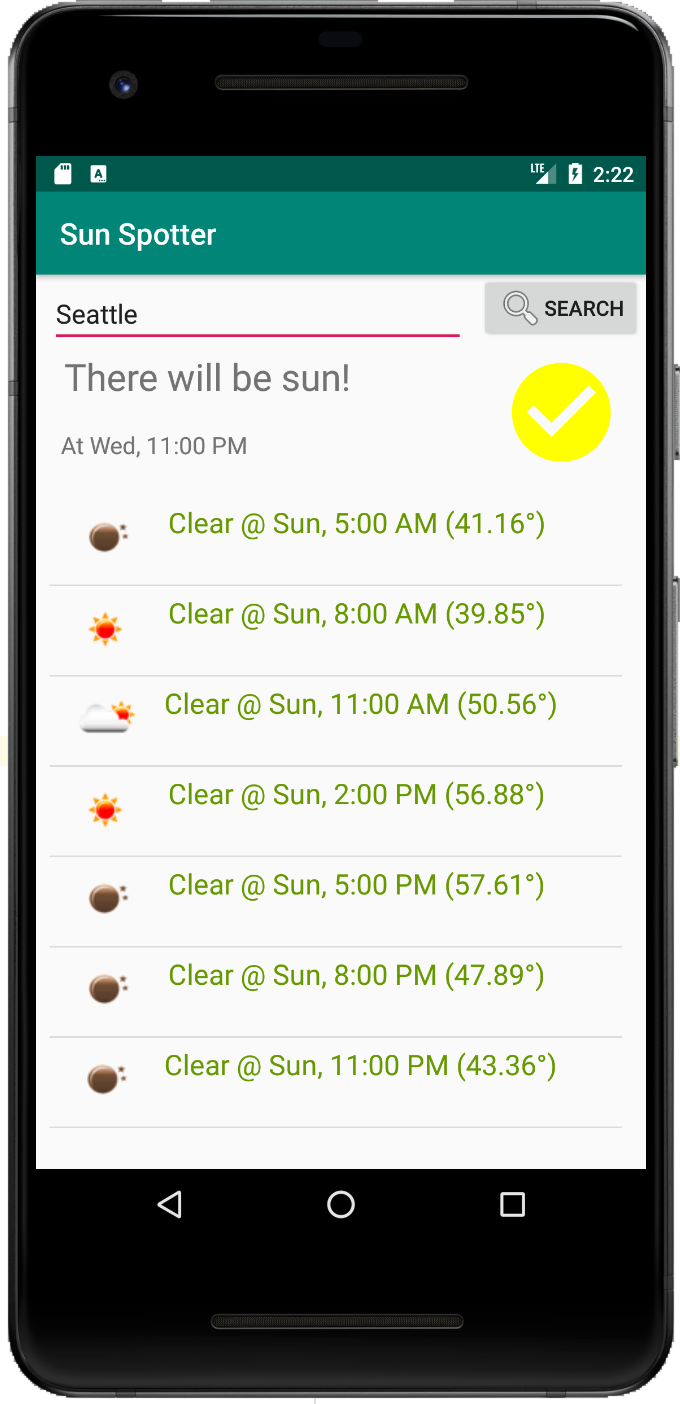 LTE 2:22
A
Sun Spotter
Seattle
SEARCH
There will be sun!
At Wed, 11:00 PM
Clear @ Sun, 5:00 AM (41.16°)
Clear @ Sun, 8:00 AM (39.85°)
Clear @ Sun, 11:00 AM (50.56°)
Clear @ Sun, 2:00 PM (56.88°)
Clear @ Sun, 5:00 PM (57.61°)
Clear @ Sun, 8:00 PM (47.89°)
Clear @ Sun, 11:00 PM (43.36°)